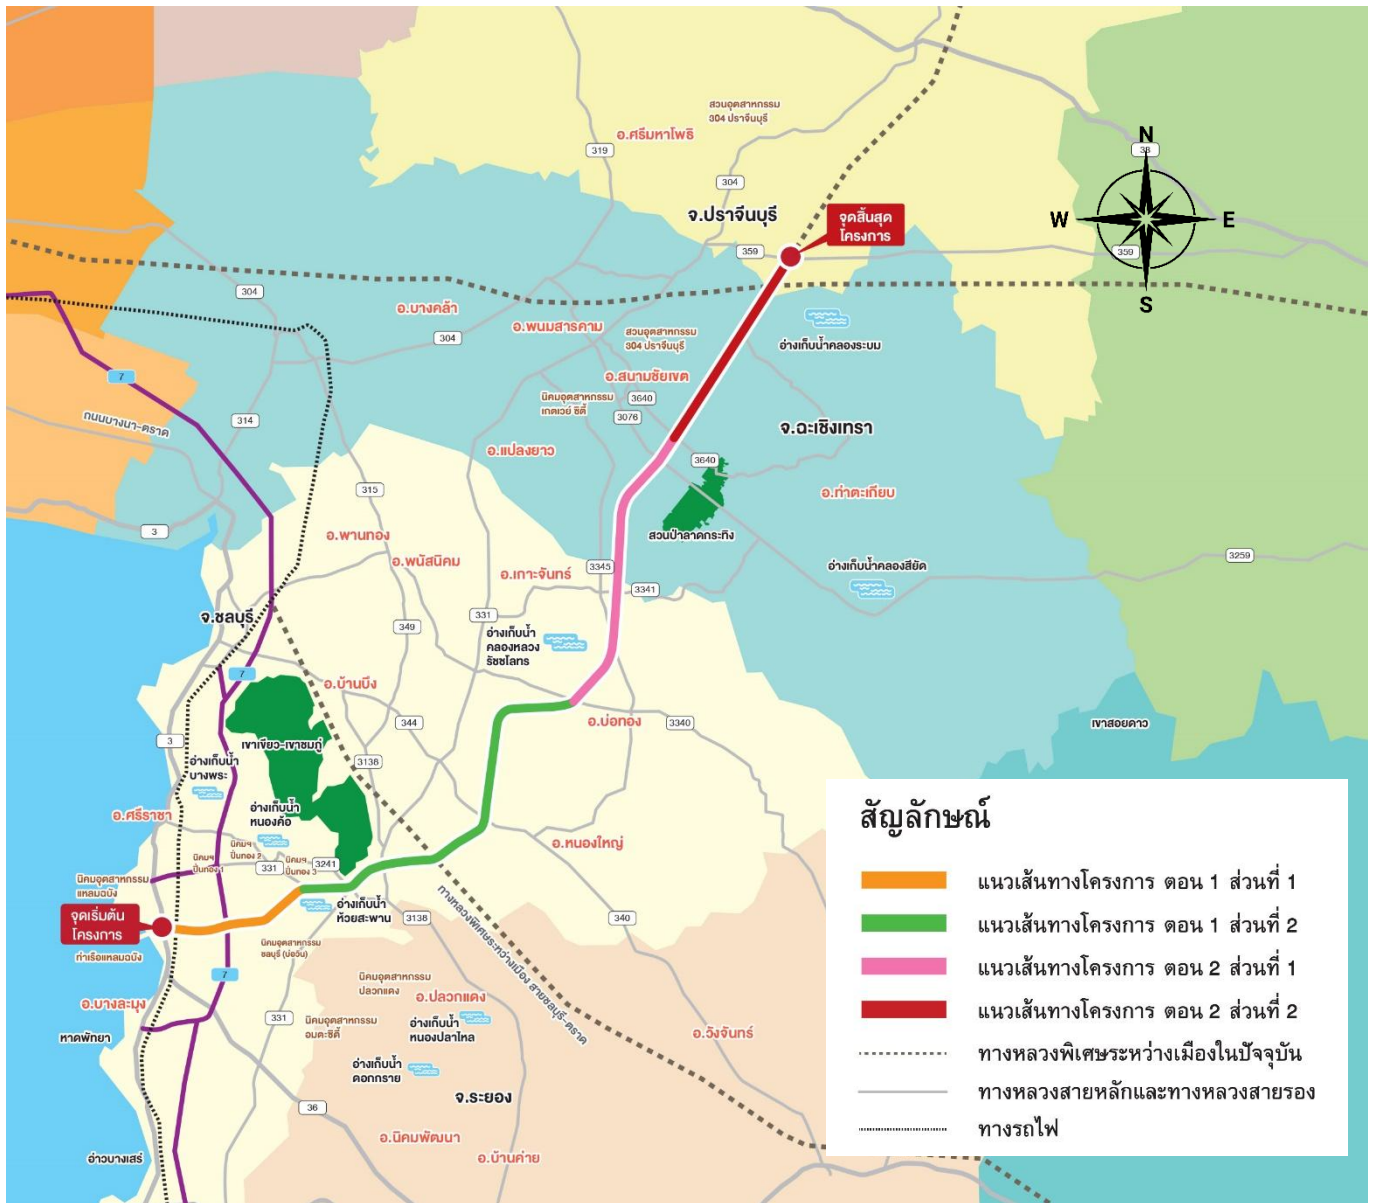 สวนอุตสาหกรรม
304 ปราจีนบุรี
อ.ศรีมหาโพธิ
319
304
จ.ปราจีนบุรี
จุดสิ้นสุด
โครงการ
359
N
33
W
E
359
S
304
อ.บางคล้า
304
อ.พนมสารคาม
สวนอุตสาหกรรม
304 ปราจีนบุรี
อ่างเก็บน้ำคลองระบม
7
อ.สนามชัยเขต
นิคมอุตสาหกรรม
เกตเวย์ ซิตี้
3640
3076
ถนนบางนา-ตราด
314
จ.ฉะเชิงเทรา
อ.แปลงยาว
3640
315
อ.ท่าตะเกียบ
3
อ.พานทอง
สวนป่าลาดกระทิง
อ.พนัสนิคม
อ.เกาะจันทร์
3345
3259
อ่างเก็บน้ำคลองสียัด
3341
จ.ชลบุรี
349
331
อ่างเก็บน้ำ
คลองหลวง
รัชชโลทร
7
อ.บ้านบึง
344
อ.บ่อทอง
3340
เขาสอยดาว
3
เขาเขียว-เขาชมภู่
อ่างเก็บน้ำ
บางพระ
3138
อ่างเก็บน้ำ
หนองค้อ
อ.ศรีราชา
อ.หนองใหญ่
นิคมฯ
ปิ่นทอง 1
นิคมฯ
ปิ่นทอง 2
331
นิคมฯ
ปิ่นทอง 3
3241
นิคมอุตสาหกรรม
แหลมฉบัง
จุดเริ่มต้น
โครงการ
อ่างเก็บน้ำ
ห้วยสะพาน
3138
340
ท่าเรือแหลมฉบัง
นิคมอุตสาหกรรม
ชลบุรี (บ่อวิน)
7
นิคมอุตสาหกรรม
ปลวกแดง
อ.ปลวกแดง
ทางหลวงพิเศษระหว่างเมือง สายชลบุรี-ตราด
อ.บางละมุง
331
นิคมอุตสาหกรรม
อมตะซิตี้
อ่างเก็บน้ำ
หนองปลาไหล
อ.วังจันทร์
หาดพัทยา
อ่างเก็บน้ำ
ดอกกราย
จ.ระยอง
36
อ.นิคมพัฒนา
อ.บ้านค่าย
อ่าวบางเสร่
สัญลักษณ์
แนวเส้นทางโครงการ ตอน 1 ส่วนที่ 1
แนวเส้นทางโครงการ ตอน 1 ส่วนที่ 2
แนวเส้นทางโครงการ ตอน 2 ส่วนที่ 1
แนวเส้นทางโครงการ ตอน 2 ส่วนที่ 2
ทางหลวงพิเศษระหว่างเมืองในปัจจุบัน
ทางหลวงสายหลักและทางหลวงสายรอง
ทางรถไฟ